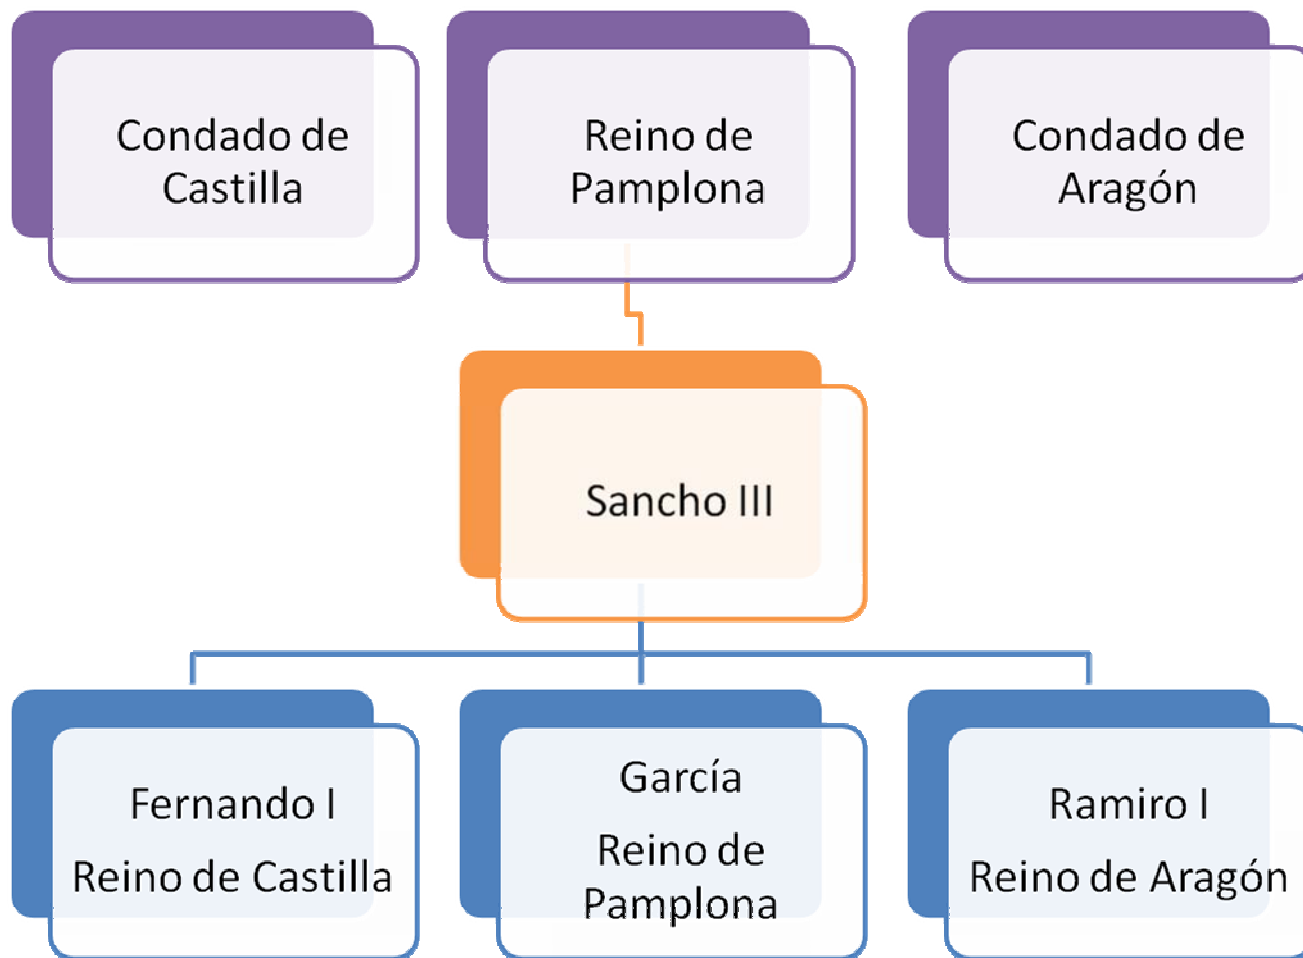 Condado de
Castilla
Reino de
Pamplona
Condado de
Aragón
Sancho III
Fernando I
Reino de Castilla
García
Reino de
Pamplona
Ramiro I
Reino de Aragón